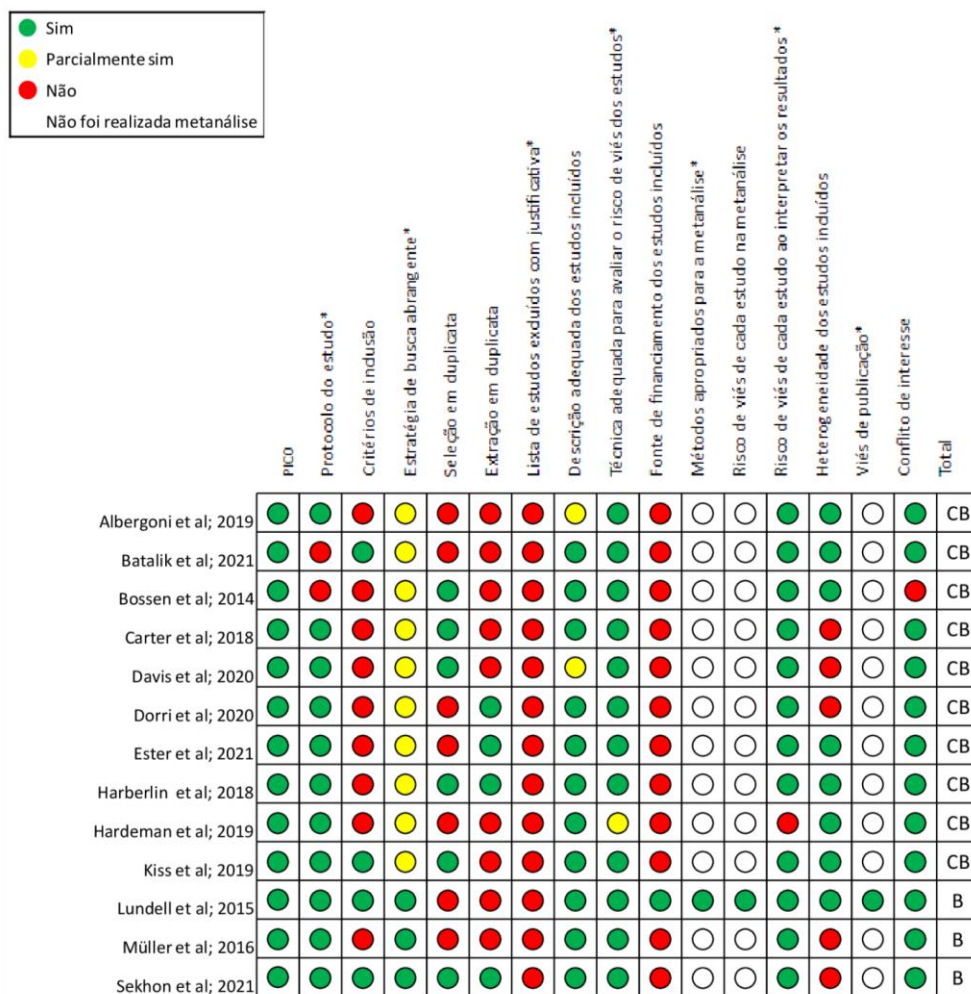 Sim
Parcialmente sim
Não
Não foi realizada metanálise
PICO
Protocolo do estudo*
Critérios de inclusão
Estratégia de busca abrangente*
Seleção em duplicata
Extração em duplicata
Lista de estudos excluídos com justificativa*
Descrição adequada dos estudos incluídos
Técnica adequada para avaliar o risco de viés dos estudos*
Fonte de financiamento dos estudos incluídos
Métodos apropriados para a metanálise*
Risco de viés de cada estudo na metanálise
Risco de viés de cada estudo ao interpretar os resultados *
Heterogeneidade dos estudos incluídos
Viés de publicação*
Conflito de interesse
Total
Albergoni et al; 2019 CB
Batalik et al; 2021 CB
Bossen et al; 2014 CB
Carter et al; 2018 CB
Davis et al; 2020 CB
Dorri et al; 2020 CB
Ester et al; 2021 CB
Harberlin et al; 2018 CB
Hardeman et al; 2019 CB
Kiss et al; 2019 CB
Lundell et al; 2015 B
Müller et al; 2016 B
Sekhon et al; 2021 B